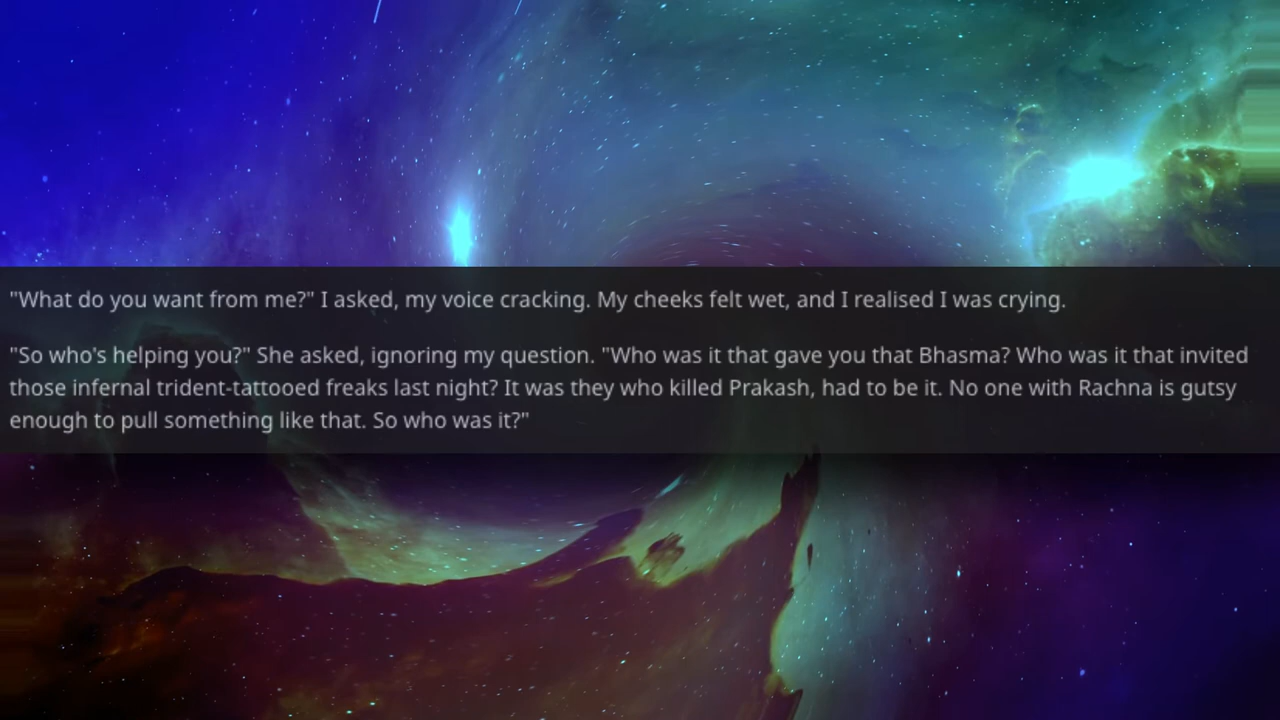 "What do you want from me?" I asked, my voice cracking. My cheeks felt wet, and I realised I was crying.
"So who's helping you?" She asked, ignoring my question. "Who was it that gave you that Bhasma? Who was it that invited
those infernal trident-tattooed freaks last night? It was they who killed Prakash, had to be it. No one with Rachna is gutsy
enough to pull something like that. So who was it?"